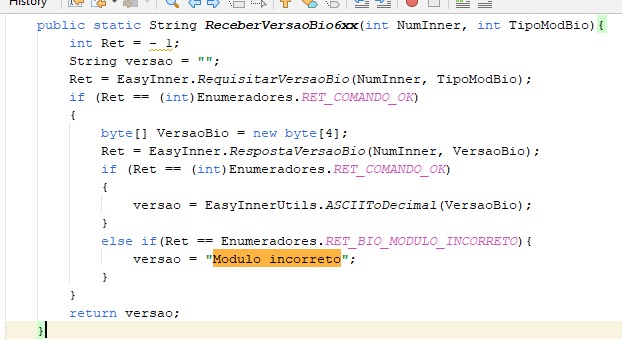 History
public static String ReceberVersaoBio6xx(int NumInner, int TipoModBio){
int Ret = - 1;
String versao = "";
Ret = EasyInner.RequisitarVersaoBio(NumInner, TipoModBio);
if (Ret == (int)Enumeradores.RET_COMANDO_OK)
{
byte[] VersaoBio = new byte[4];
Ret = EasyInner.RespostaVersaoBio(NumInner, VersaoBio);
if (Ret == (int)Enumeradores.RET_COMANDO_OK)
{
versao = EasyInnerUtils.ASCIIToDecimal(VersaoBio);
}
else if(Ret == Enumeradores.RET_BIO_MODULO_INCORRETO){
versao = "Modulo incorreto";
}
}
return versao;
}